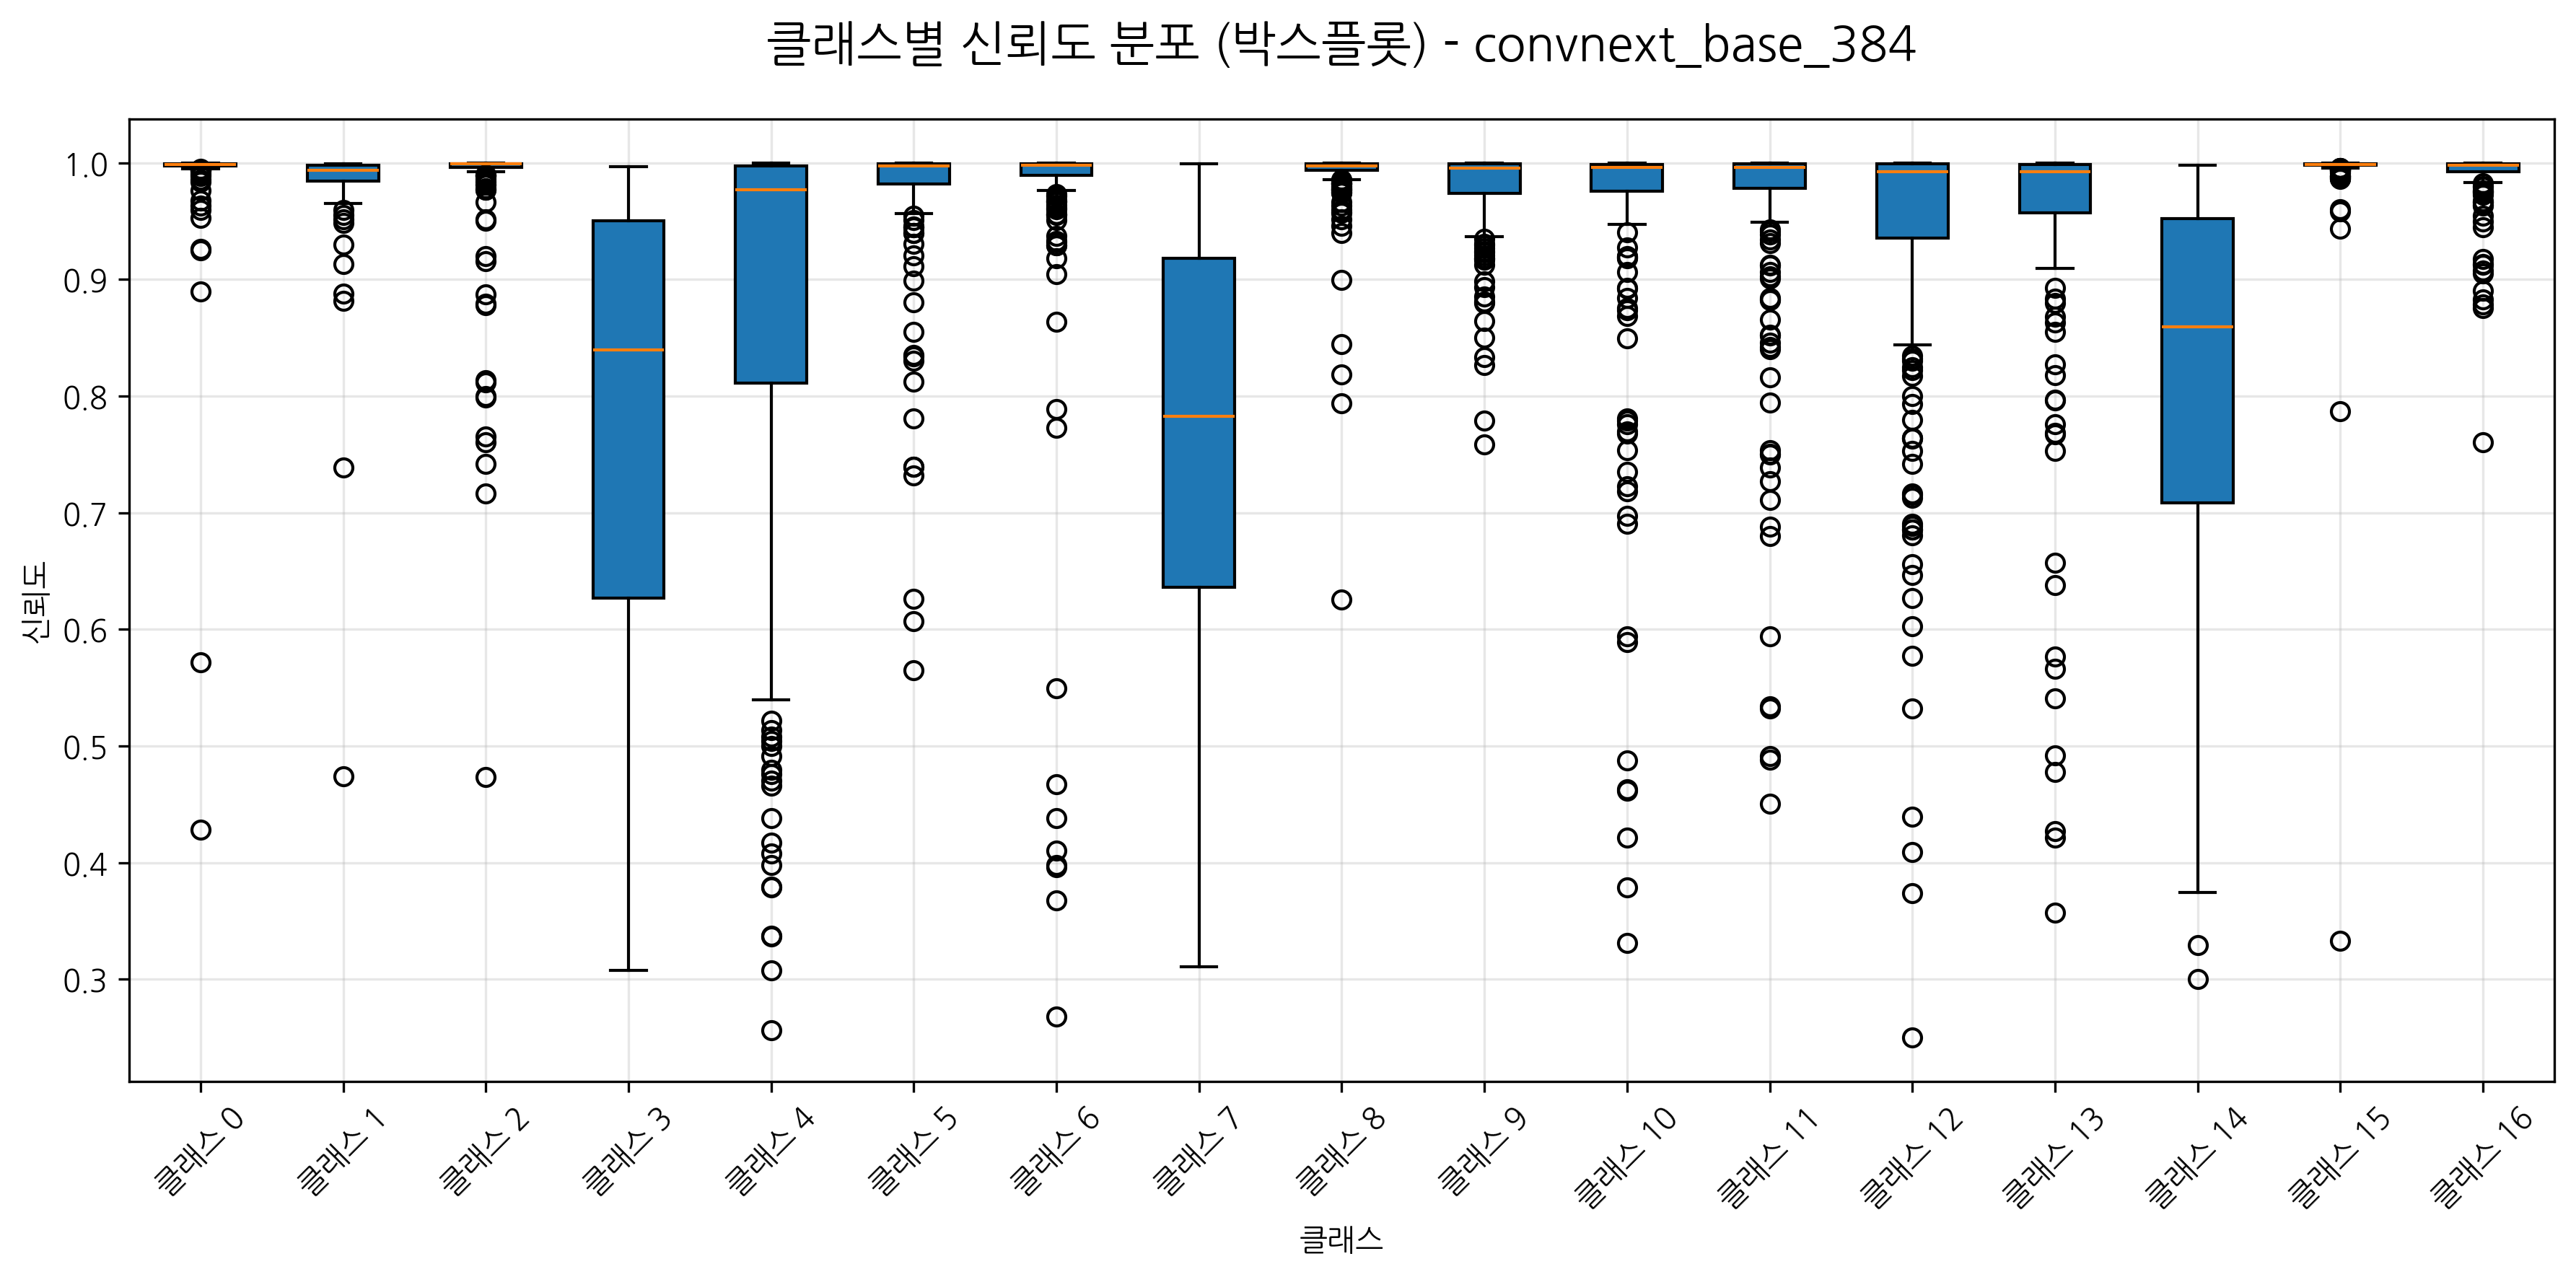 클래스별 신뢰도 분포 (박스플롯) - convnext_base_384
신뢰도
1.0
0.9
0.8
0.7
0.6
0.5
0.4
0.3
클래스 0
클래스 1
클래스 2
클래스 3
클래스 4
클래스 5
클래스 6
클래스 7
클래스 8
클래스 9
클래스 10
클래스 11
클래스 12
클래스 13
클래스 14
클래스 15
클래스 16
클래스